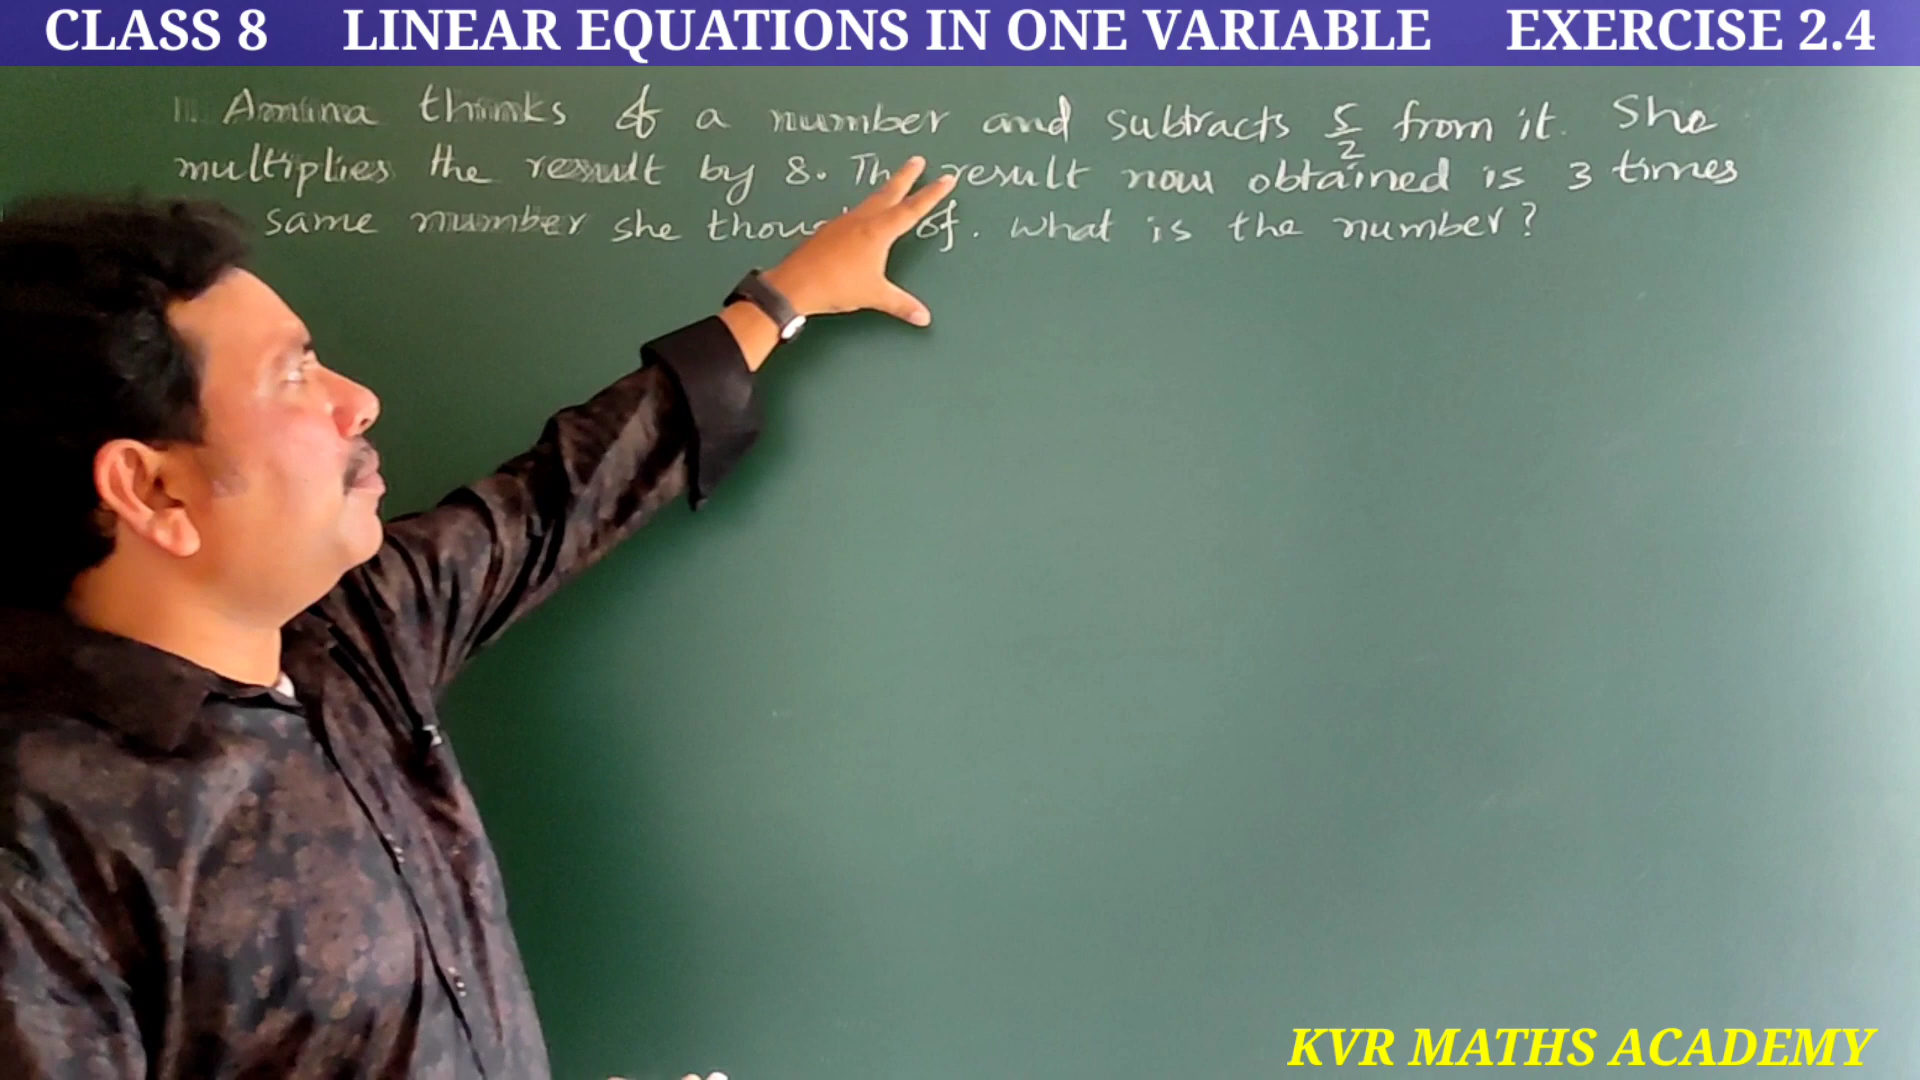 CLASS 8 LINEAR EQUATIONS IN ONE VARIABLE EXERCISE 2.4
Amina thinks of a number and subtracts 5/2 from it. She
multiplies the result by 8. Th result now obtained is 3 times
same number she thou of. What is the number?
KVR MATHS ACADEMY